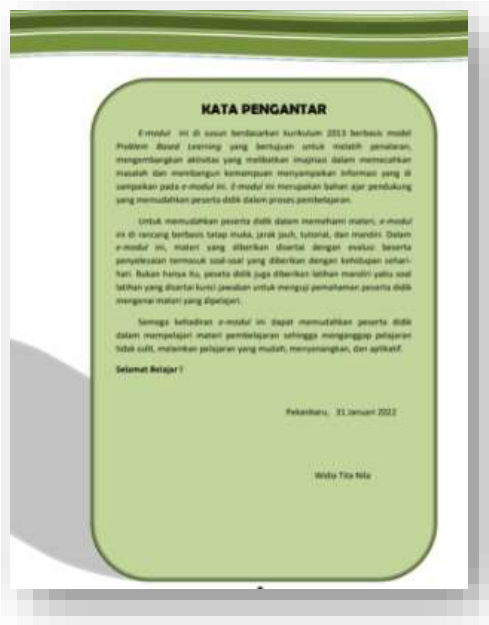 KATA PENGANTAR
E-modul ini di susun berdasarkan kurikulum 2013 berbasis model
Problem Based Learning yang bertujuan untuk melatih penalaran,
mengembangkan aktivitas yang melibatkan imajinasi dalam memecahkan
masalah dan membangun kemampuan menyampaikan informasi yang di
sampaikan pada e-modul ini. E-modul ini merupakan bahan ajar pendukung
yang memudahkan peserta didik dalam proses pembelajaran.
Untuk memudahkan peserta didik dalam memehami materi, e-modul
ini di rancang berbasis tatap muka, jarak jauh, tutorial, dan mandiri. Dalam
e-modul ini, materi yang diberikan disertai dengan evalusi beserta
penyelesaian termasuk soal-soal yang diberikan dengan kehidupan sehari-
hari. Bukan hanya itu, peseta didik juga diberikan latihan mandiri yaitu soal
latihan yang disertai kunci jawaban untuk menguji pemahaman peserta didik
mengenai materi yang dipelajari.
Semoga kehadiran e-modul ini dapat memudahkan peserta didik
dalam mempelajari materi pembelajaran sehingga menganggap pelajaran
tidak sulit, melainkan pelajaran yang mudah, menyenangkan, dan aplikatif.
Selamat Belajar !
Pekanbaru, 31 Januari 2022
Widia Tita Nila